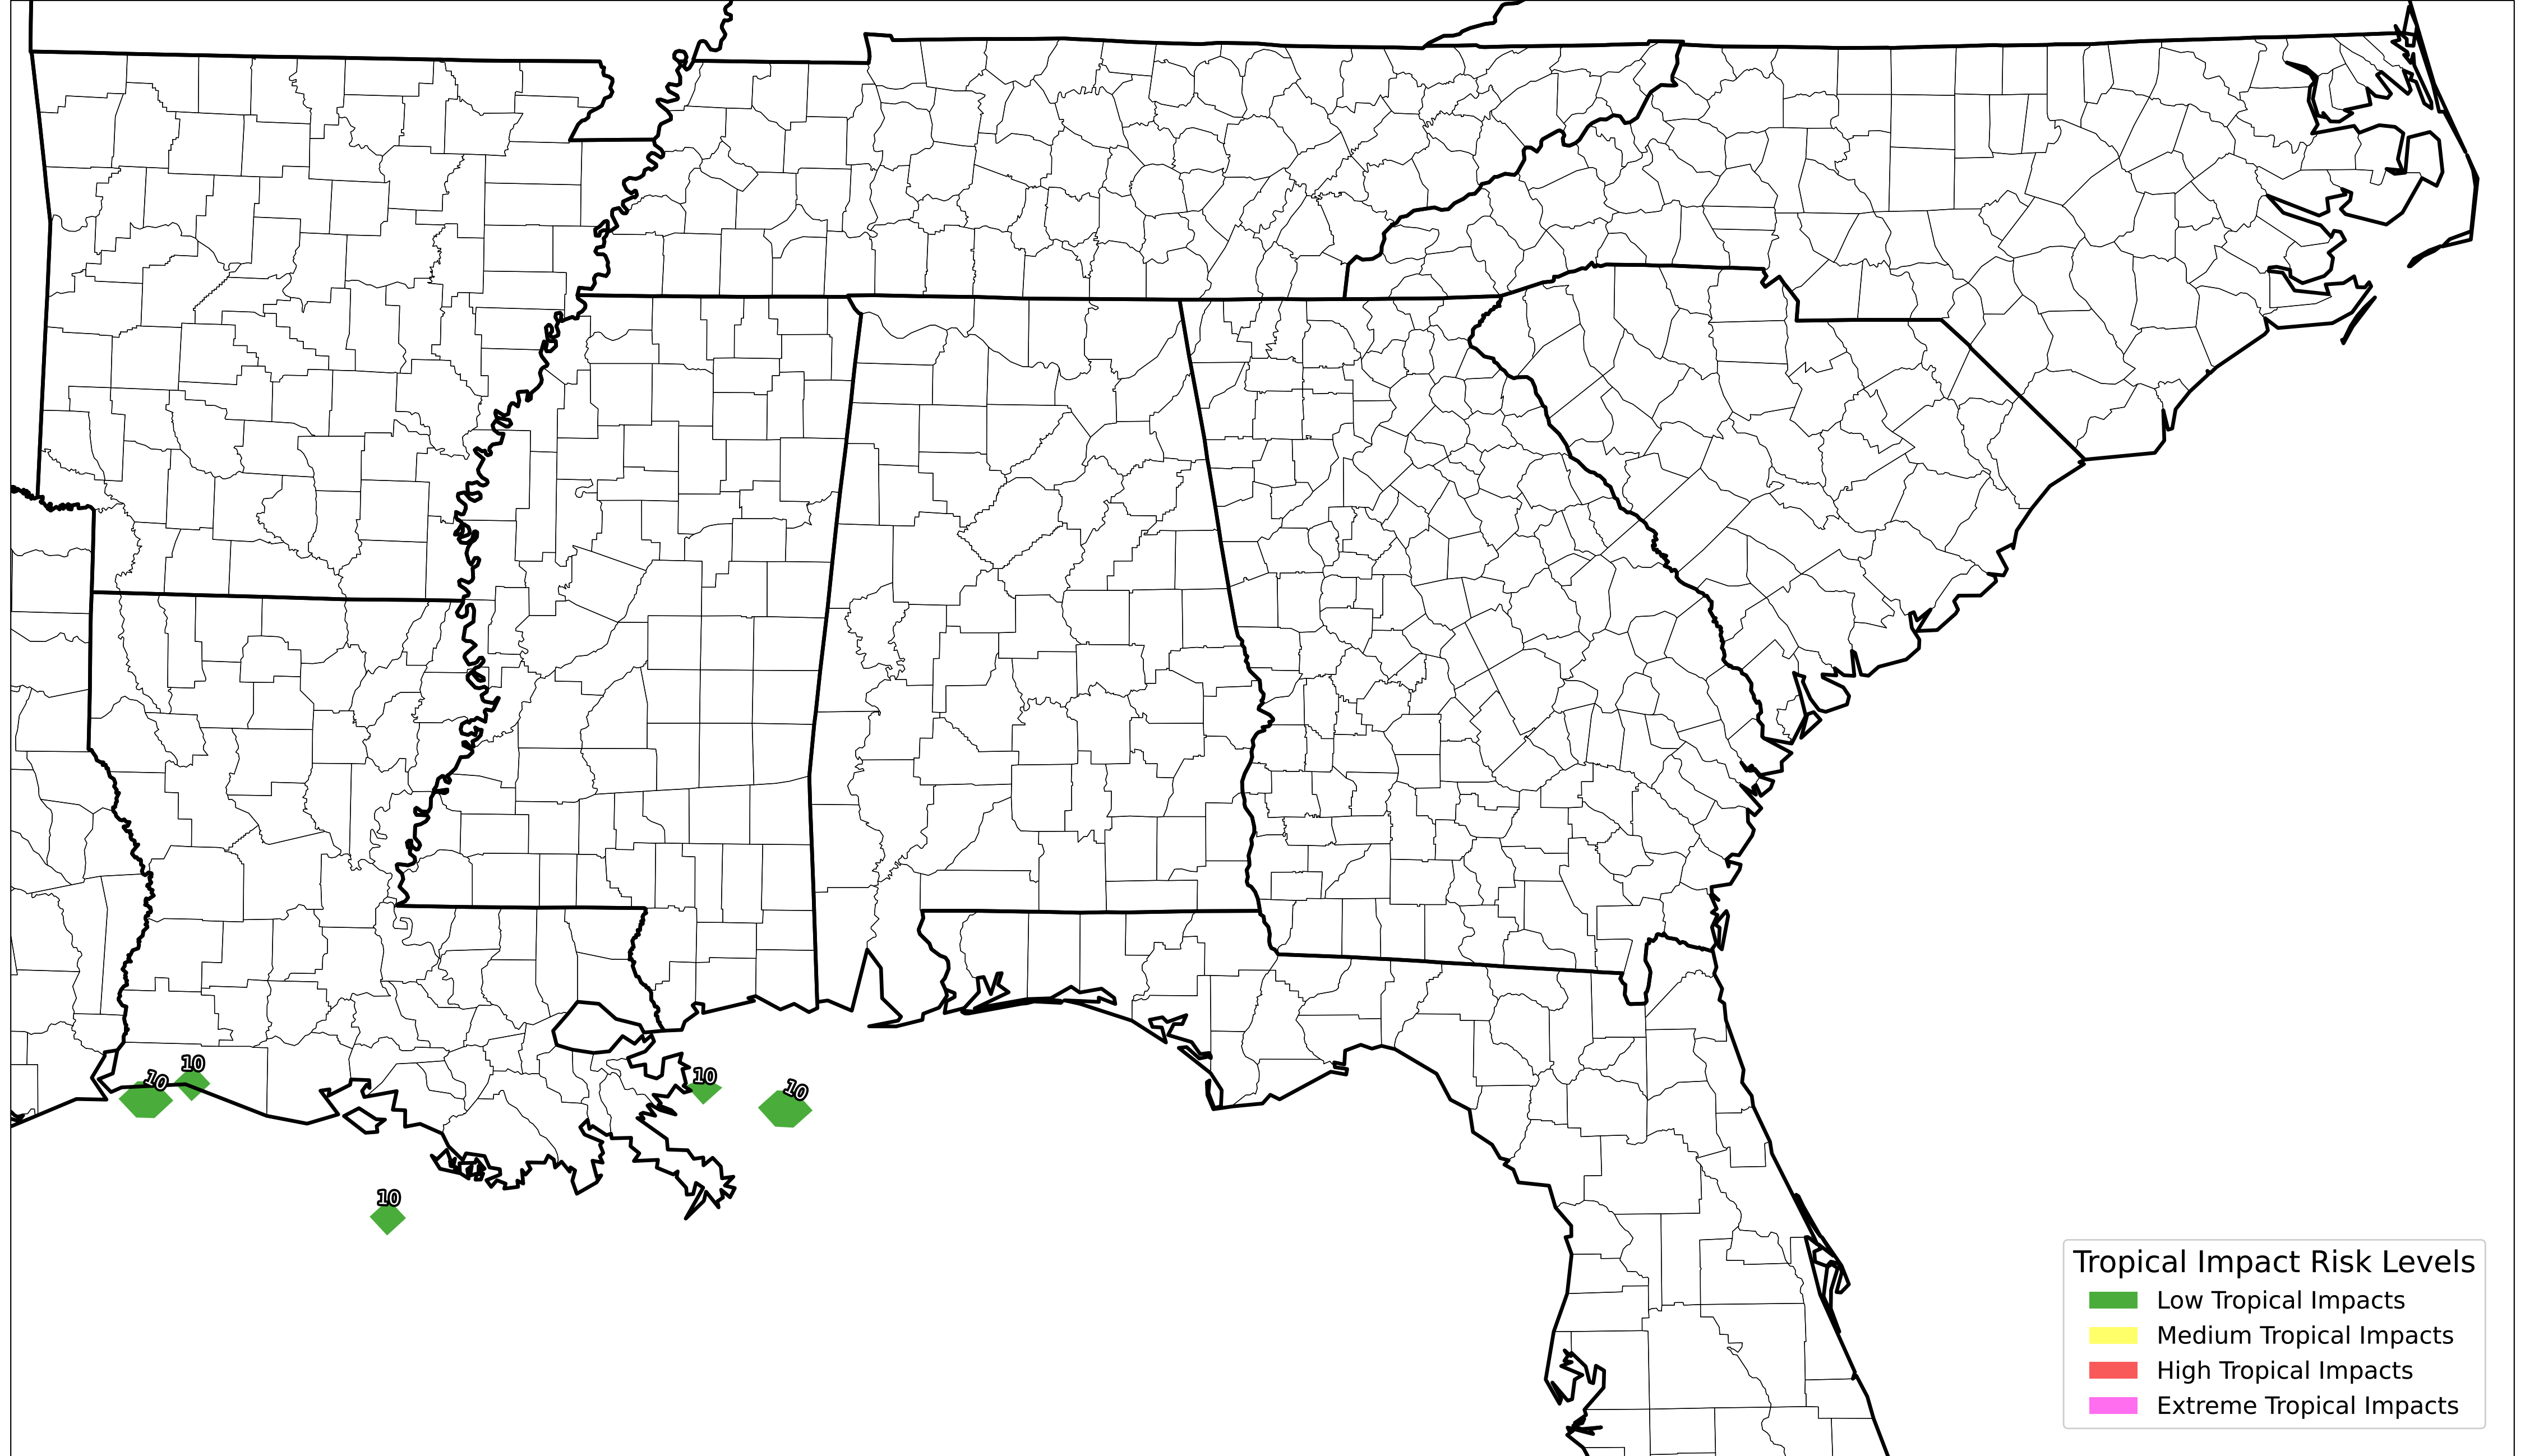 10
10
10
10
10
Tropical Impact Risk Levels
Low Tropical Impacts
Medium Tropical Impacts
High Tropical Impacts
Extreme Tropical Impacts